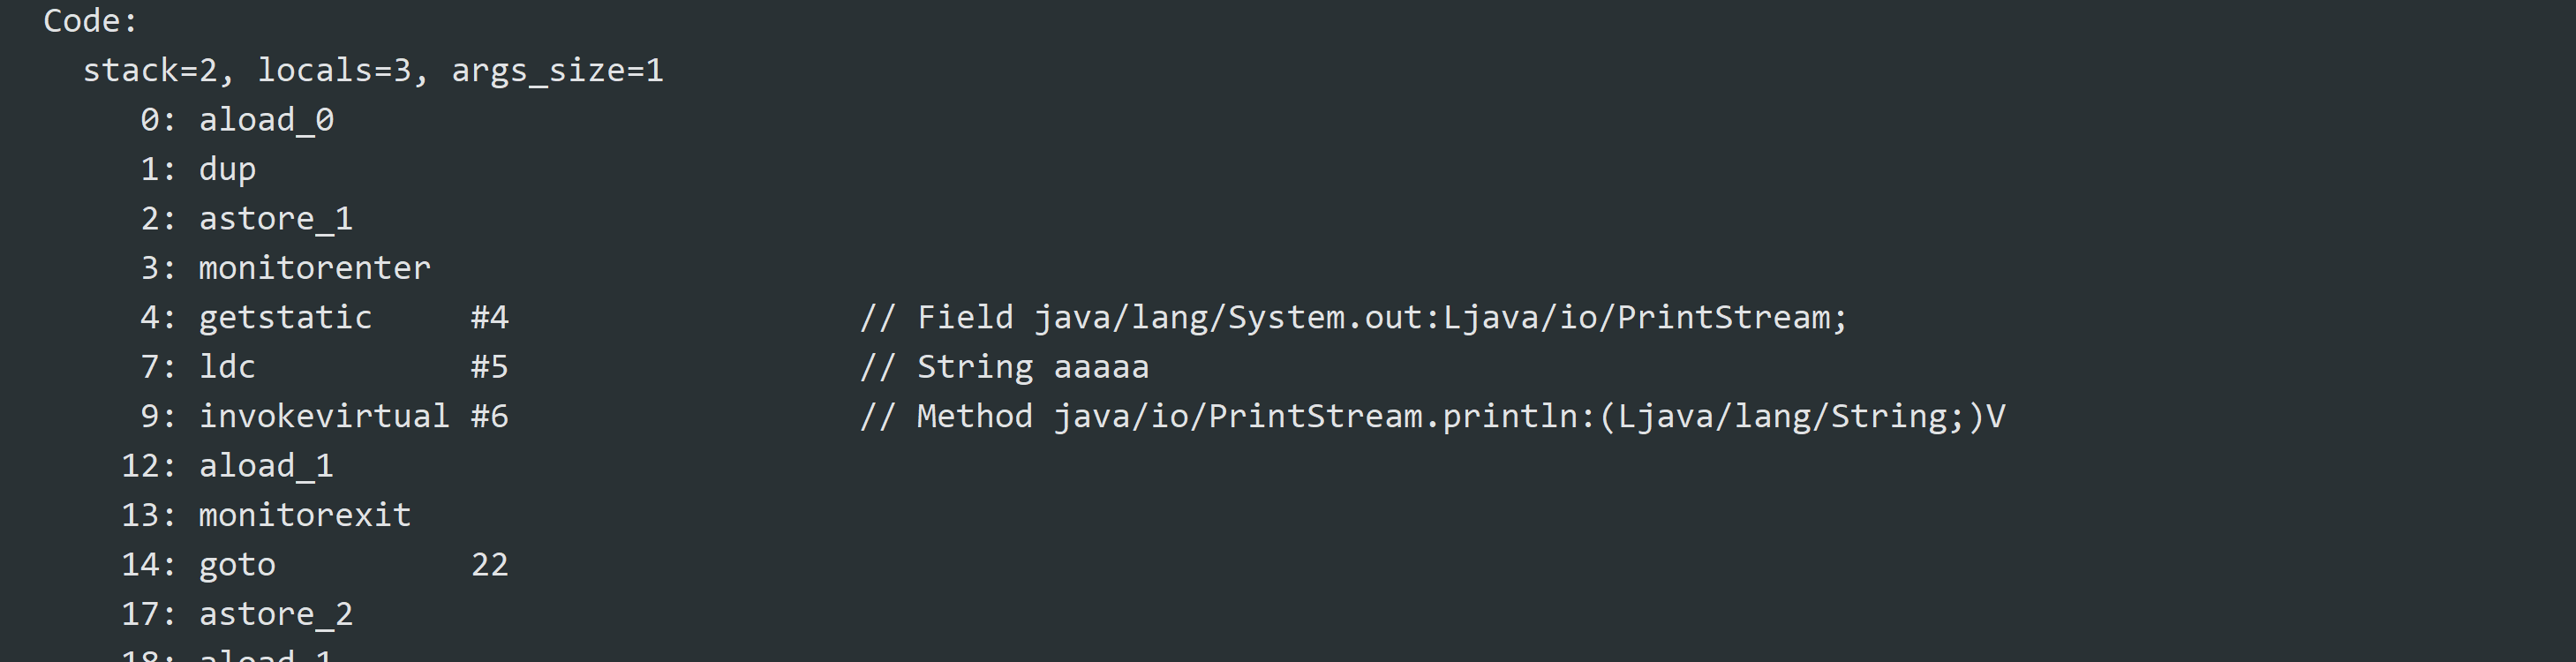 Code:
stack=2, locals=3, args_size=1
0: aload_0
1: dup
2: astore_1
3: monitorenter
4: getstatic #4 // Field java/lang/System.out:Ljava/io/PrintStream;
7: ldc #5 // String aaaaa
9: invokevirtual #6 // Method java/io/PrintStream.println:(Ljava/lang/String;)V
12: aload_1
13: monitorexit
14: goto 22
17: astore_2
18: aload_1